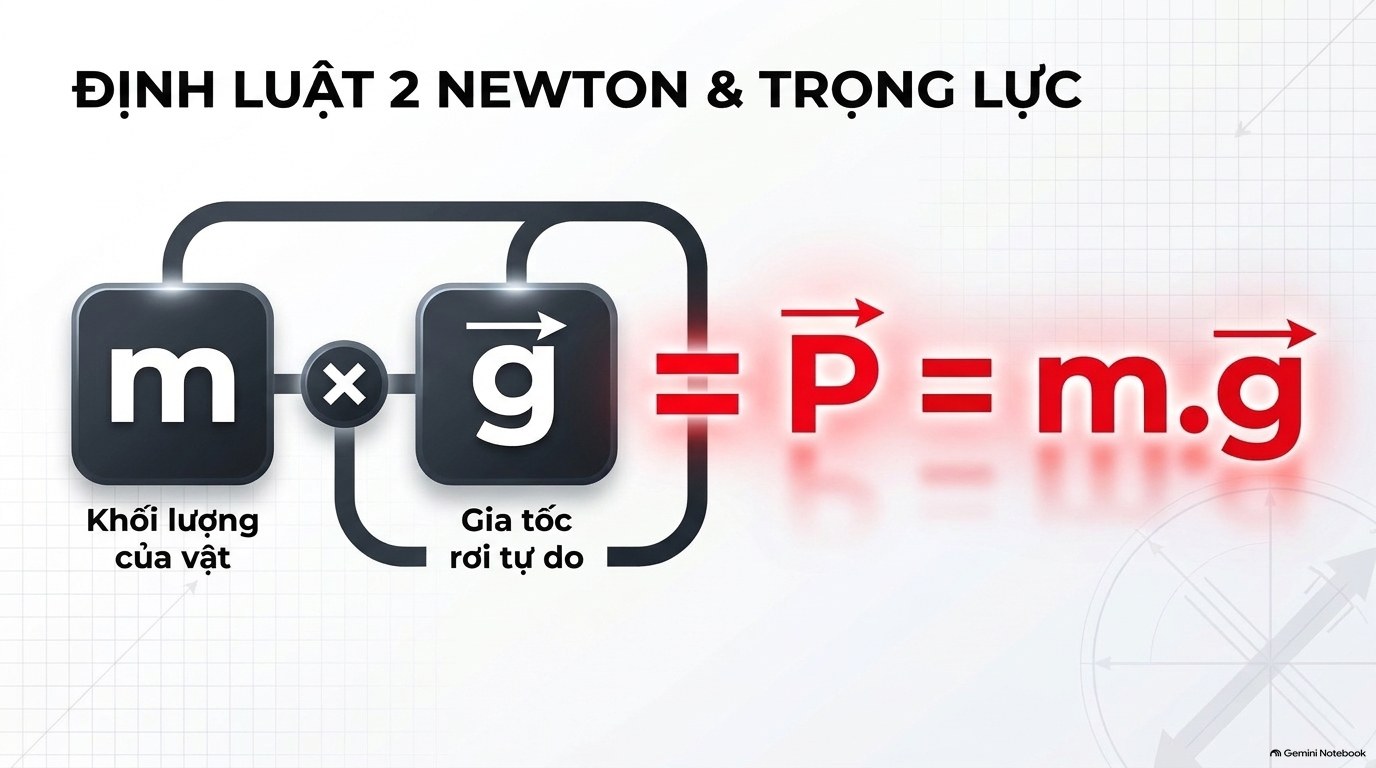 ĐỊNH LUẬT 2 NEWTON & TRỌNG LỰC
m × g⃗ = P⃗ = m.g⃗
Khối lượng
của vật
Gia tốc
rơi tự do
Gemini Notebook